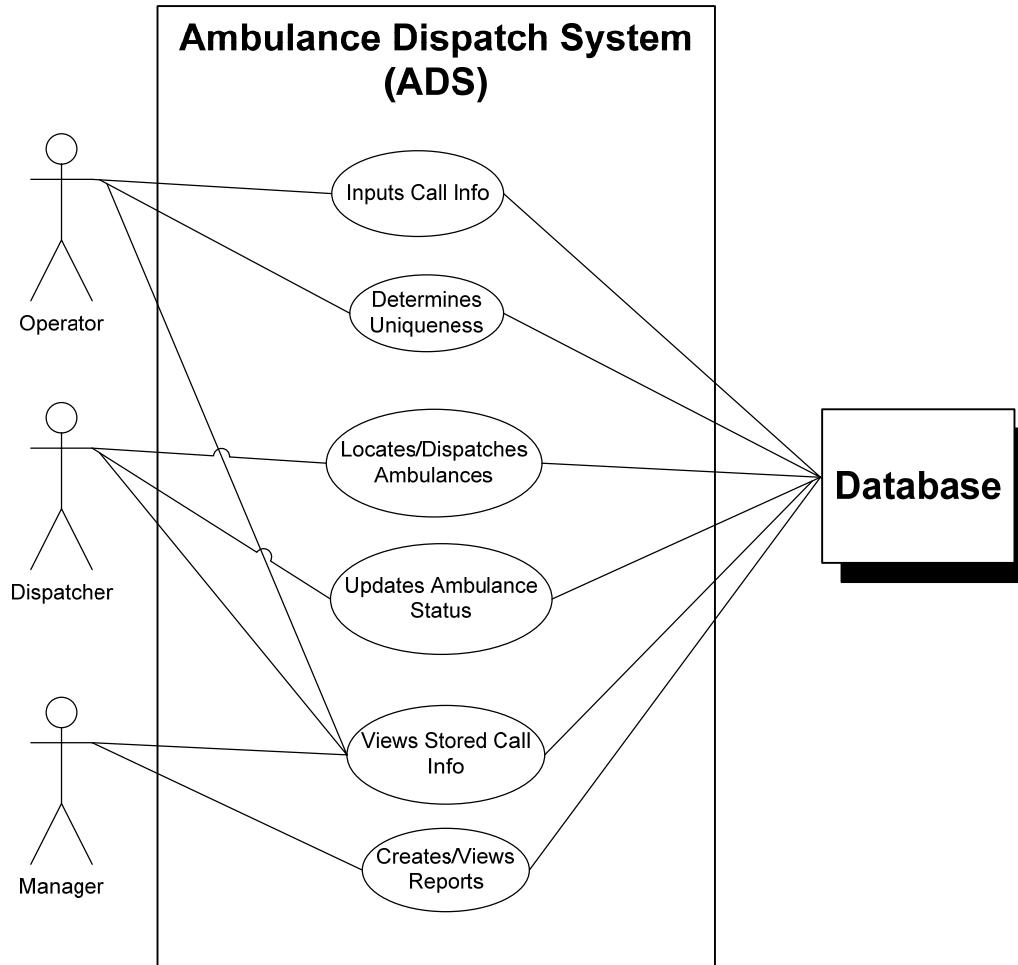 Ambulance Dispatch System
(ADS)
Inputs Call Info
Determines
Uniqueness
Operator
Locates/Dispatches
Ambulances
Database
Updates Ambulance
Status
Dispatcher
Views Stored Call
Info
Creates/Views
Reports
Manager